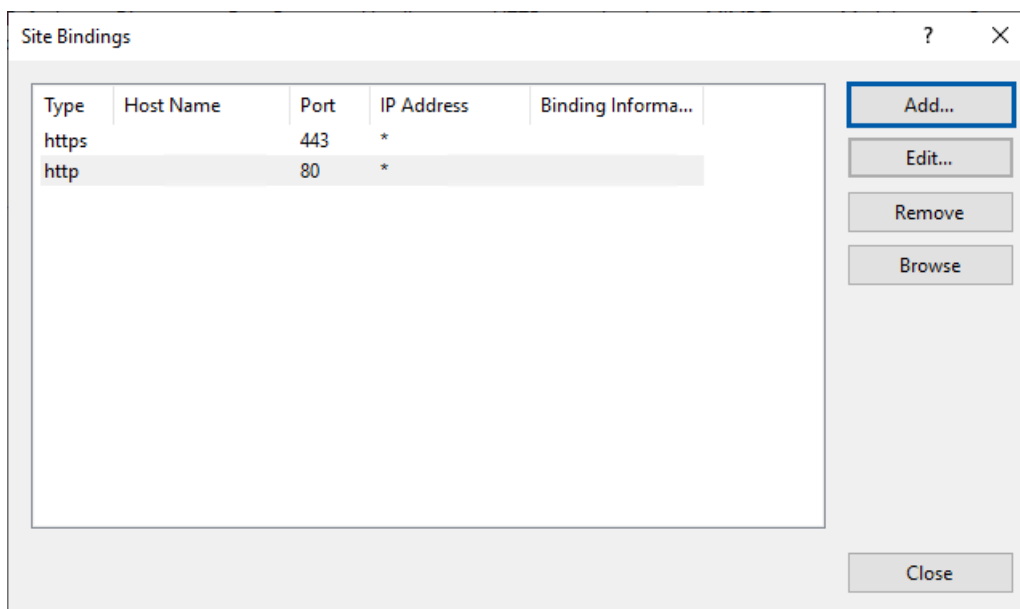 Site Bindings ? ×
Type Host Name Port IP Address Binding Informa...
https 443 *
http 80 *
Add...
Edit...
Remove
Browse
Close